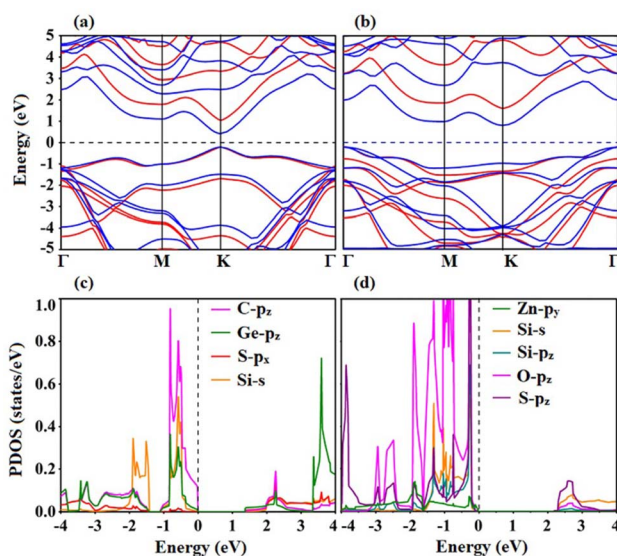 (a) (b)
Energy (eV)
5
4
3
2
1
0
-1
-2
-3
-4
-5
Γ M K Γ Γ M K Γ
(c) (d)
PDOS (states/eV)
1.0
0.8
0.6
0.4
0.2
0.0
C-pz
Ge-pz
S-px
Si-s
Zn-py
Si-s
Si-pz
O-pz
S-pz
-4 -3 -2 -1 0 1 2 3 4 -4 -3 -2 -1 0 1 2 3 4
Energy (eV) Energy (eV)